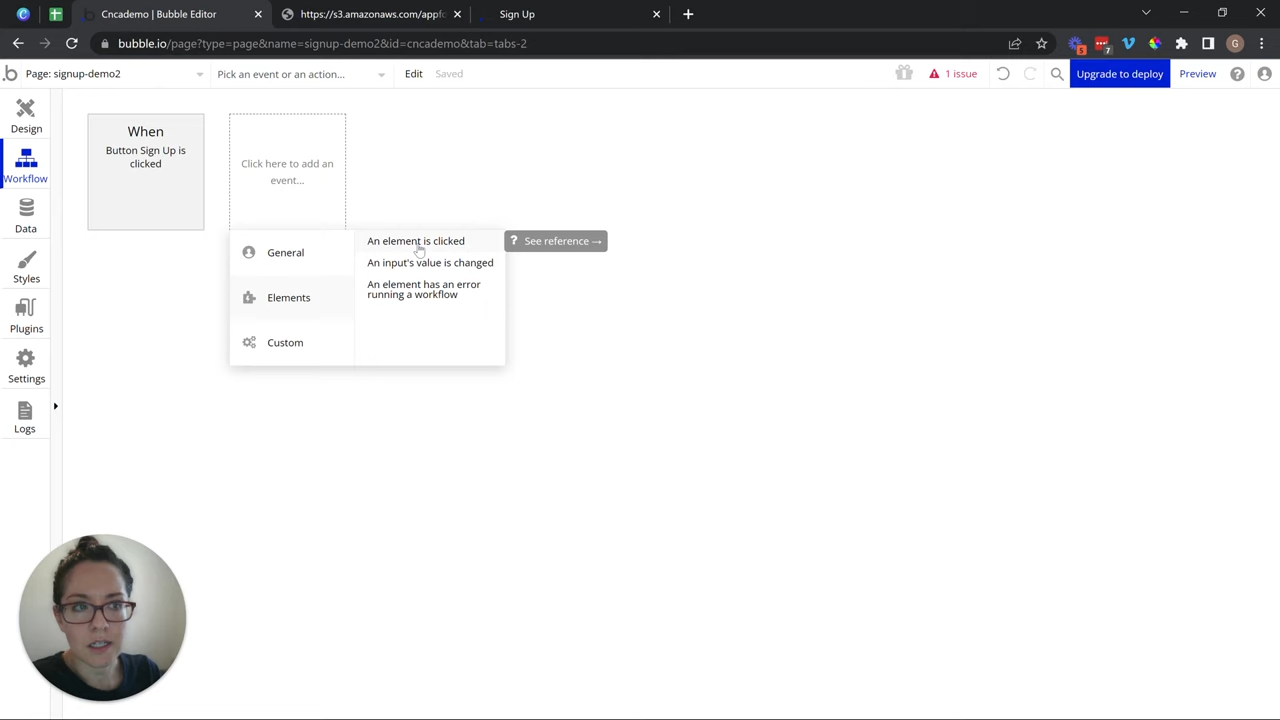 Cncademo | Bubble Editor
https://s3.amazonaws.com/appfo
Sign Up
bubble.io/page?type=page&name=signup-demo2&id=cncademo&tab=tabs-2
5
7
G
Page: signup-demo2
Pick an event or an action...
Edit
Saved
1 issue
Upgrade to deploy
Preview
Design
Workflow
Data
Styles
Plugins
Settings
Logs
When
Button Sign Up is
clicked
Click here to add an
event...
General
Elements
Custom
An element is clicked
An input's value is changed
An element has an error
running a workflow
? See reference →